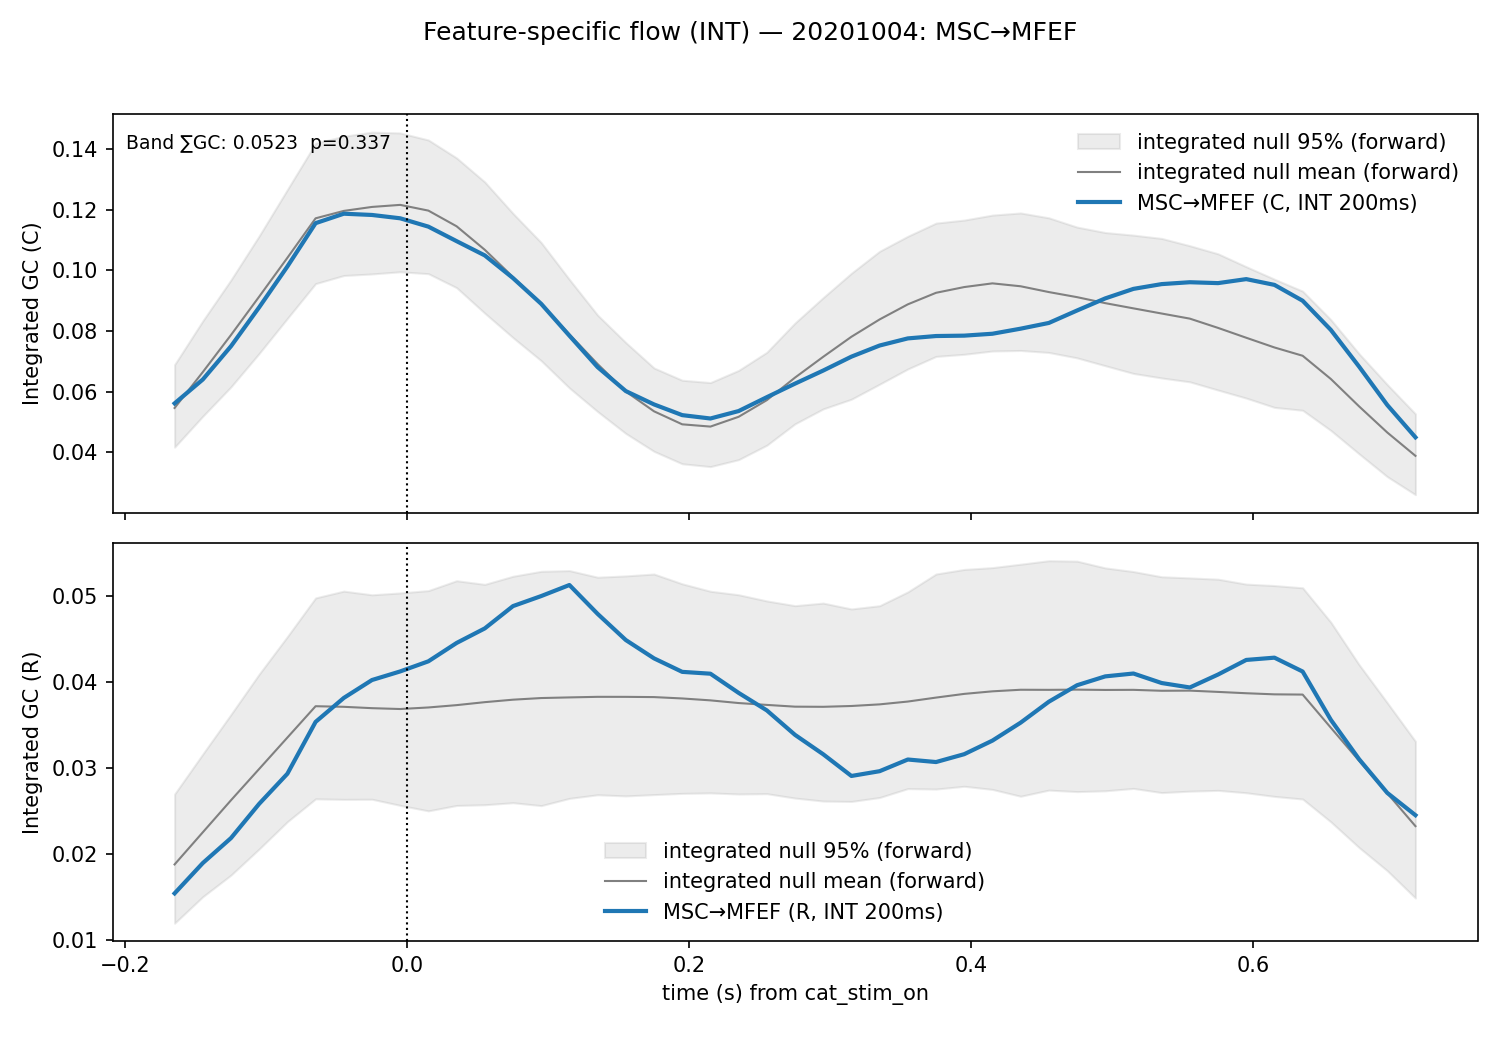 Feature-specific flow (INT) — 20201004: MSC→MFEF
Band ∑GC: 0.0523 p=0.337
integrated null 95% (forward)
integrated null mean (forward)
MSC→MFEF (C, INT 200ms)
Integrated GC (C)
0.14
0.12
0.10
0.08
0.06
0.04
Integrated GC (R)
0.05
0.04
0.03
0.02
0.01
integrated null 95% (forward)
integrated null mean (forward)
MSC→MFEF (R, INT 200ms)
−0.2 0.0 0.2 0.4 0.6
time (s) from cat_stim_on